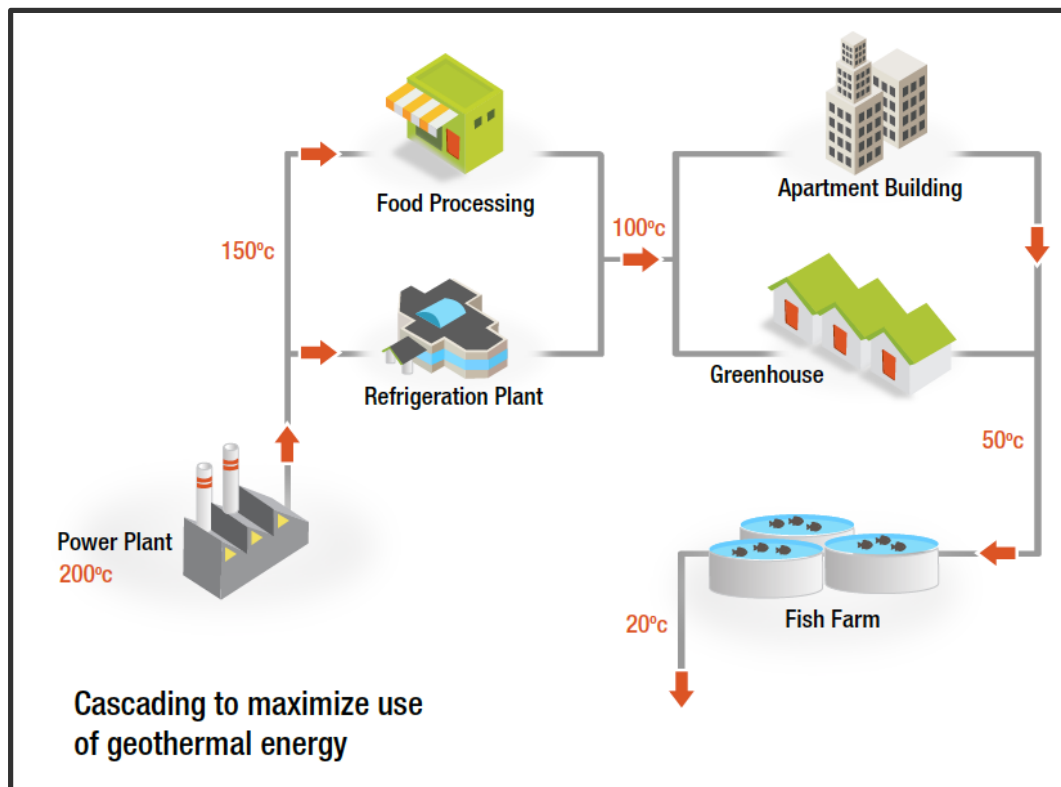 Food Processing
Apartment Building
150ºc
100ºc
Refrigeration Plant
Greenhouse
50ºc
Power Plant
200ºc
Fish Farm
20ºc
Cascading to maximize use
of geothermal energy